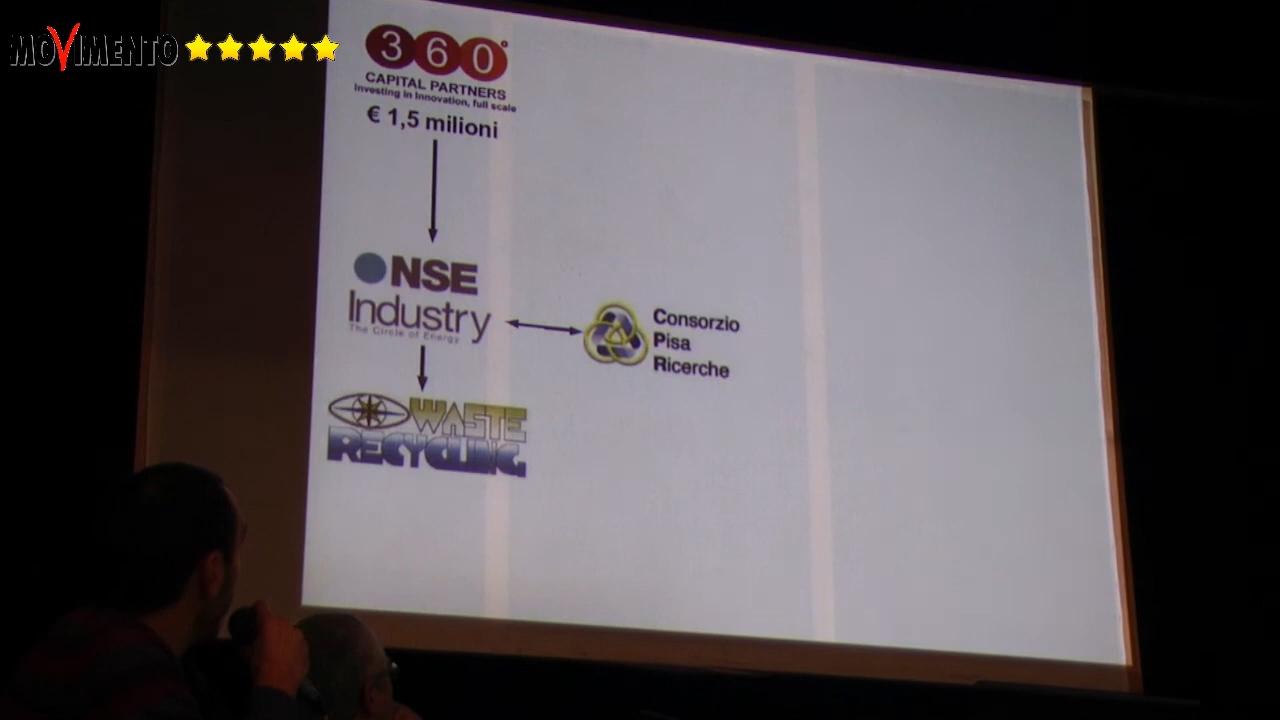 MOVIMENTO
360°
CAPITAL PARTNERS
Investing in Innovation, full scale
€ 1,5 milioni
NSE
Industry
The Circle of Energy
Consorzio
Pisa
Ricerche
WASTE
RECYCLING